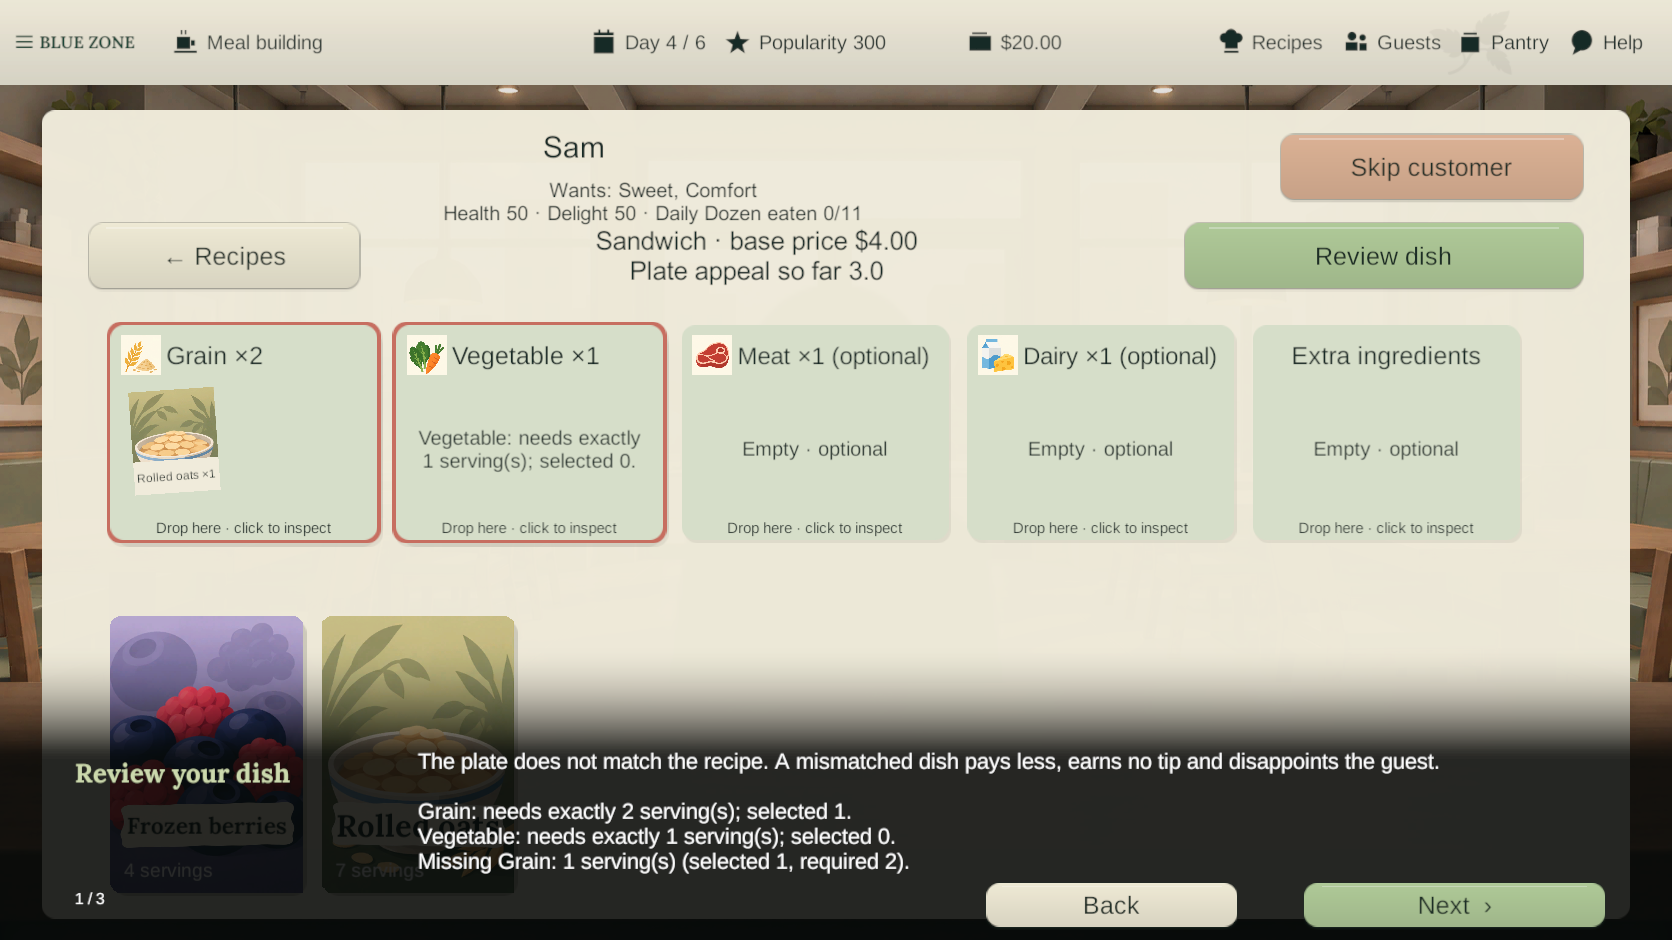 BLUE ZONE
Meal building
Day 4 / 6
Popularity 300
$20.00
Recipes
Guests
Pantry
Help
Sam
Wants: Sweet, Comfort
Health 50 · Delight 50 · Daily Dozen eaten 0/11
Sandwich · base price $4.00
Plate appeal so far 3.0
← Recipes
Skip customer
Review dish
Grain ×2
Rolled oats ×1
Drop here · click to inspect
Vegetable ×1
Vegetable: needs exactly
1 serving(s); selected 0.
Drop here · click to inspect
Meat ×1 (optional)
Empty · optional
Drop here · click to inspect
Dairy ×1 (optional)
Empty · optional
Drop here · click to inspect
Extra ingredients
Empty · optional
Drop here · click to inspect
Frozen berries
4 servings
Rolled oats
7 servings
Review your dish
The plate does not match the recipe. A mismatched dish pays less, earns no tip and disappoints the guest.
Grain: needs exactly 2 serving(s); selected 1.
Vegetable: needs exactly 1 serving(s); selected 0.
Missing Grain: 1 serving(s) (selected 1, required 2).
1 / 3
Back
Next ›